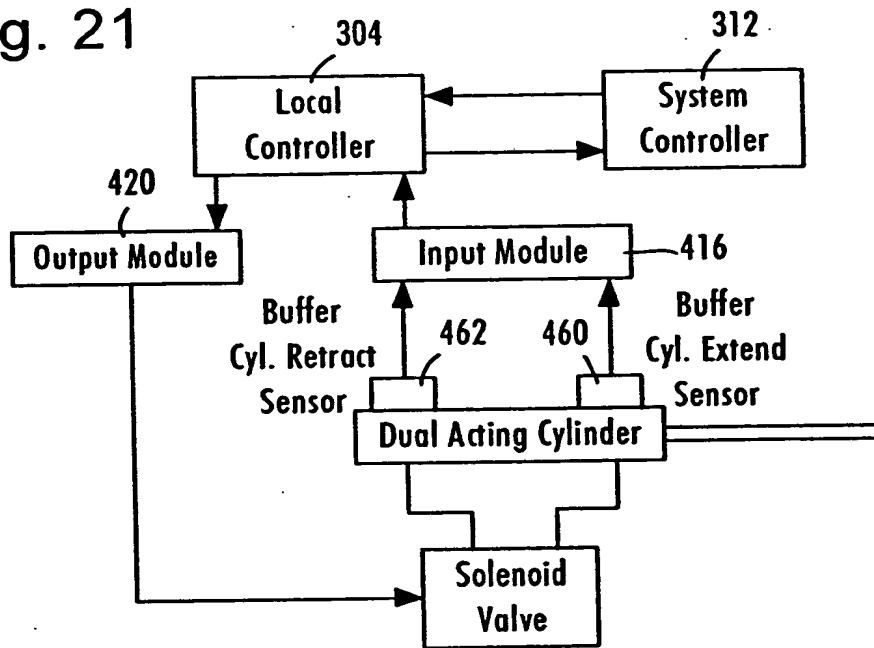 g. 21
304
312
Local
Controller
System
Controller
420
Output Module
Input Module
416
Buffer
Cyl. Retract
Sensor
462
460
Buffer
Cyl. Extend
Sensor
Dual Acting Cylinder
Solenoid
Valve